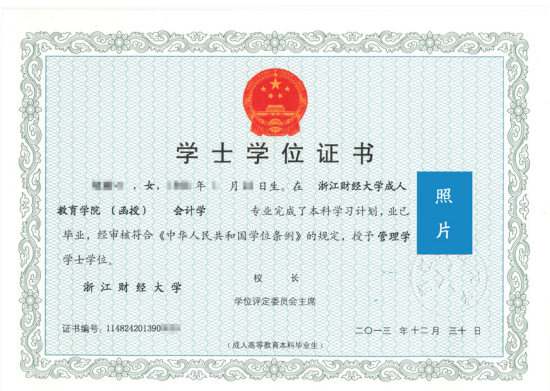 学士学位证书
，女，年月日生。在 浙江财经大学成人
教育学院（函授） 会计学 专业完成了本科学习计划，业已
毕业，经审核符合《中华人民共和国学位条例》的规定，授予 管理学
学士学位。
照
片
浙江财经大学
校 长
学位评定委员会主席
证书编号：114824201390
二〇一三 年 十二 月 三十 日
（成人高等教育本科毕业生）